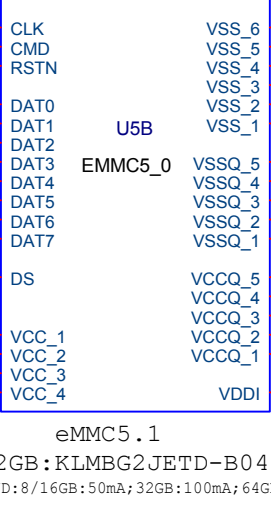 CLK VSS_6
CMD VSS_5
RSTN VSS_4
VSS_3
DAT0 VSS_2
DAT1 U5B VSS_1
DAT2
DAT3 EMMC5_0 VSSQ_5
DAT4 VSSQ_4
DAT5 VSSQ_3
DAT6 VSSQ_2
DAT7 VSSQ_1
DS VCCQ_5
VCCQ_4
VCCQ_3
VCC_1 VCCQ_2
VCC_2 VCCQ_1
VCC_3
VCC_4 VDDI
eMMC5.1
2GB:KLMBG2JETD-B04
D:8/16GB:50mA;32GB:100mA;64G